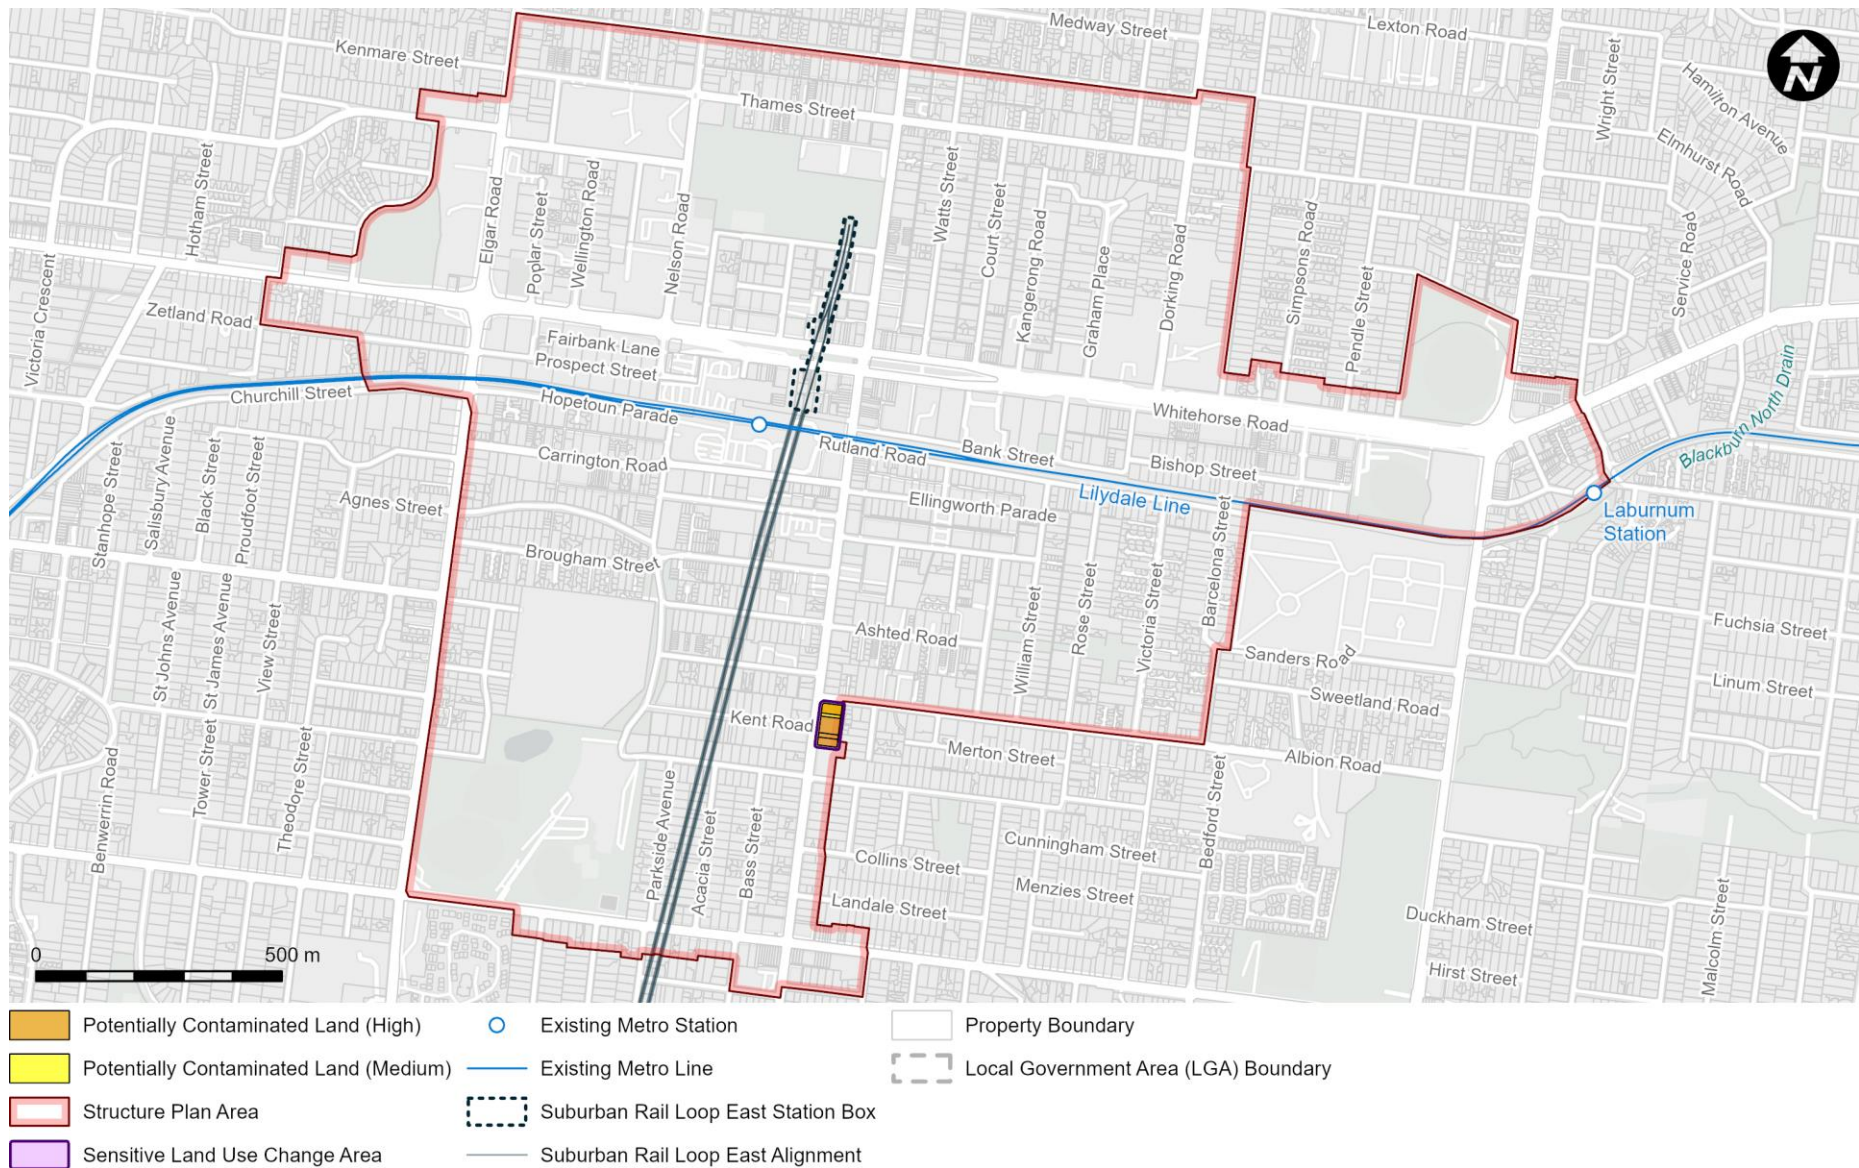 Medway Street
Lexton Road
Kenmare Street
Wright Street
Hamilton Avenue
N
Thames Street
Elmhurst Road
Hotham Street
Elgar Road
Poplar Street
Wellington Road
Nelson Road
Watts Street
Court Street
Kangerong Road
Graham Place
Dorking Road
Simpsons Road
Pendle Street
Service Road
Victoria Crescent
Zetland Road
Fairbank Lane
Prospect Street
Churchill Street
Hopetoun Parade
Whitehorse Road
Blackburn North Drain
Rutland Road
Bank Street
Bishop Street
Carrington Road
Stanhope Street
Salisbury Avenue
Black Street
Proudfoot Street
Agnes Street
Ellingworth Parade
Lilydale Line
Barcelona Street
Laburnum
Station
Brougham Street
St Johns Avenue
St James Avenue
View Street
Ashted Road
William Street
Rose Street
Victoria Street
Sanders Road
Fuchsia Street
Sweetland Road
Linum Street
Kent Road
Merton Street
Albion Road
Benwerrin Road
Tower Street
Theodore Street
Parkside Avenue
Acacia Street
Bass Street
Cunningham Street
Bedford Street
Collins Street
Menzies Street
Landale Street
Duckham Street
Malcolm Street
Hirst Street
0 500 m
Potentially Contaminated Land (High)
Existing Metro Station
Property Boundary
Potentially Contaminated Land (Medium)
Existing Metro Line
Local Government Area (LGA) Boundary
Structure Plan Area
Suburban Rail Loop East Station Box
Sensitive Land Use Change Area
Suburban Rail Loop East Alignment